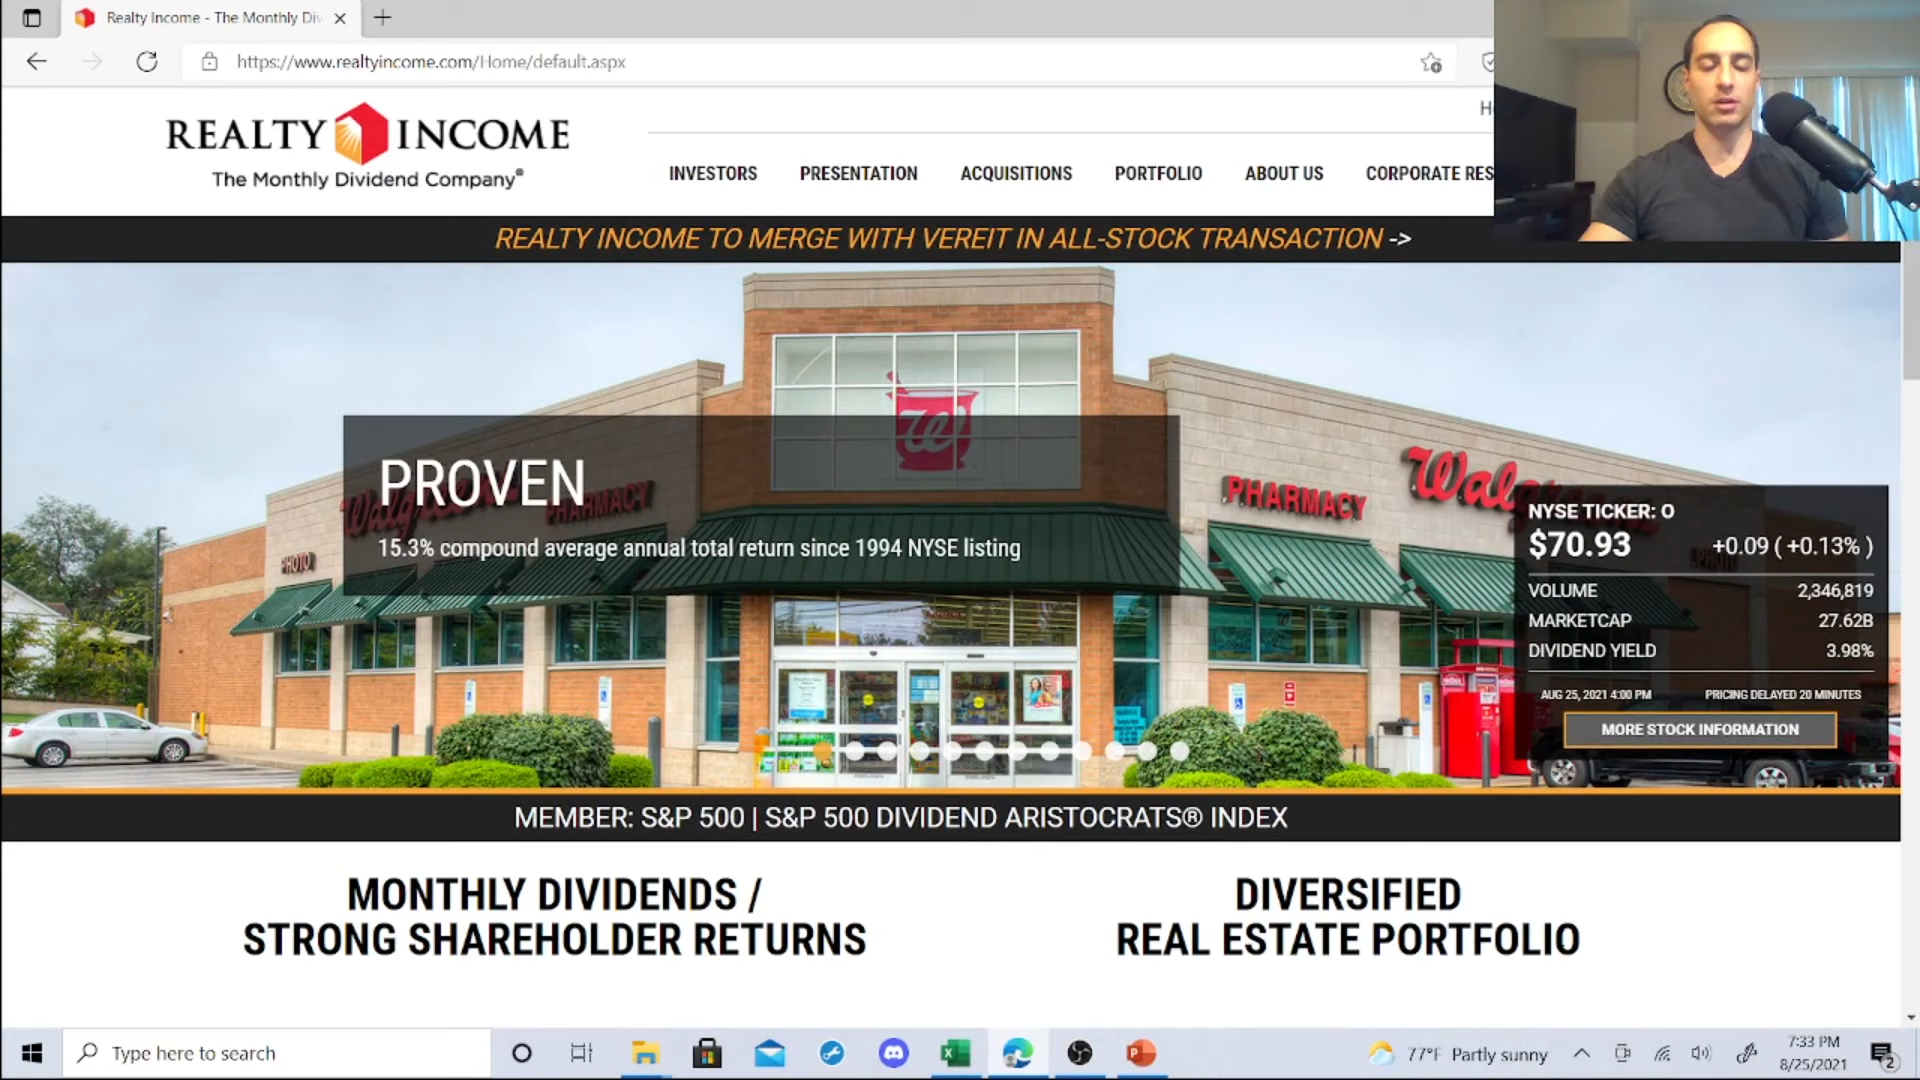 Realty Income - The Monthly Div
https://www.realtyincome.com/Home/default.aspx
REALTY INCOME
The Monthly Dividend Company®
INVESTORS PRESENTATION ACQUISITIONS PORTFOLIO ABOUT US CORPORATE RES
REALTY INCOME TO MERGE WITH VEREIT IN ALL-STOCK TRANSACTION ->
W
PROVEN
15.3% compound average annual total return since 1994 NYSE listing
Walgreens PHARMACY
PHARMACY
PHOTO
NYSE TICKER: O
$70.93 +0.09 ( +0.13% )
VOLUME 2,346,819
MARKETCAP 27.62B
DIVIDEND YIELD 3.98%
AUG 25, 2021 4:00 PM PRICING DELAYED 20 MINUTES
MORE STOCK INFORMATION
MEMBER: S&P 500 | S&P 500 DIVIDEND ARISTOCRATS® INDEX
MONTHLY DIVIDENDS /
STRONG SHAREHOLDER RETURNS
DIVERSIFIED
REAL ESTATE PORTFOLIO
Type here to search
77°F Partly sunny
7:33 PM
8/25/2021
2